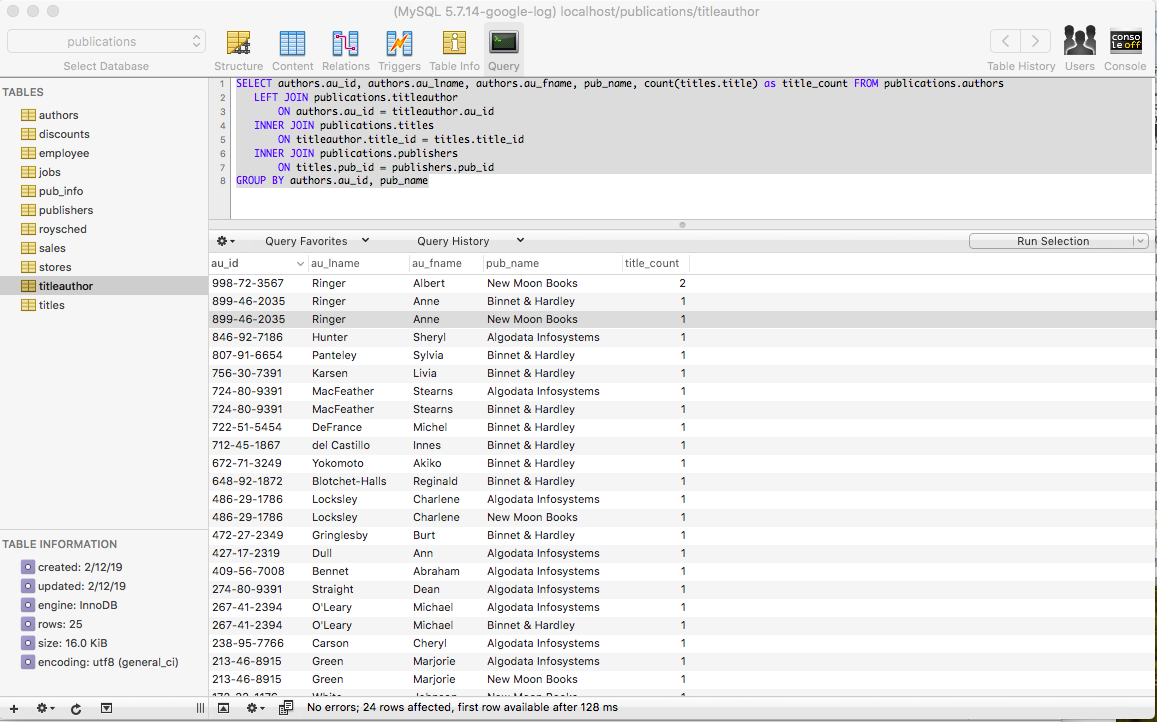 (MySQL 5.7.14-google-log) localhost/publications/titleauthor
publications
Select Database
Structure
Content
Relations
Triggers
Table Info
Query
Table History
Users
conso
le off
Console
TABLES
authors
discounts
employee
jobs
pub_info
publishers
roysched
sales
stores
titleauthor
titles
1 SELECT authors.au_id, authors.au_lname, authors.au_fname, pub_name, count(titles.title) as title_count FROM publications.authors
2 LEFT JOIN publications.titleauthor
3 ON authors.au_id = titleauthor.au_id
4 INNER JOIN publications.titles
5 ON titleauthor.title_id = titles.title_id
6 INNER JOIN publications.publishers
7 ON titles.pub_id = publishers.pub_id
8 GROUP BY authors.au_id, pub_name
Query Favorites
Query History
Run Selection
au_id au_lname au_fname pub_name title_count
998-72-3567 Ringer Albert New Moon Books 2
899-46-2035 Ringer Anne Binnet & Hardley 1
899-46-2035 Ringer Anne New Moon Books 1
846-92-7186 Hunter Sheryl Algodata Infosystems 1
807-91-6654 Panteley Sylvia Binnet & Hardley 1
756-30-7391 Karsen Livia Binnet & Hardley 1
724-80-9391 MacFeather Stearns Algodata Infosystems 1
724-80-9391 MacFeather Stearns Binnet & Hardley 1
722-51-5454 DeFrance Michel Binnet & Hardley 1
712-45-1867 del Castillo Innes Binnet & Hardley 1
672-71-3249 Yokomoto Akiko Binnet & Hardley 1
648-92-1872 Blotchet-Halls Reginald Binnet & Hardley 1
486-29-1786 Locksley Charlene Algodata Infosystems 1
486-29-1786 Locksley Charlene New Moon Books 1
472-27-2349 Gringlesby Burt Binnet & Hardley 1
427-17-2319 Dull Ann Algodata Infosystems 1
409-56-7008 Bennet Abraham Algodata Infosystems 1
274-80-9391 Straight Dean Algodata Infosystems 1
267-41-2394 O'Leary Michael Algodata Infosystems 1
267-41-2394 O'Leary Michael Binnet & Hardley 1
238-95-7766 Carson Cheryl Algodata Infosystems 1
213-46-8915 Green Marjorie Algodata Infosystems 1
213-46-8915 Green Marjorie New Moon Books 1
TABLE INFORMATION
created: 2/12/19
updated: 2/12/19
engine: InnoDB
rows: 25
size: 16.0 KiB
encoding: utf8 (general_ci)
No errors; 24 rows affected, first row available after 128 ms